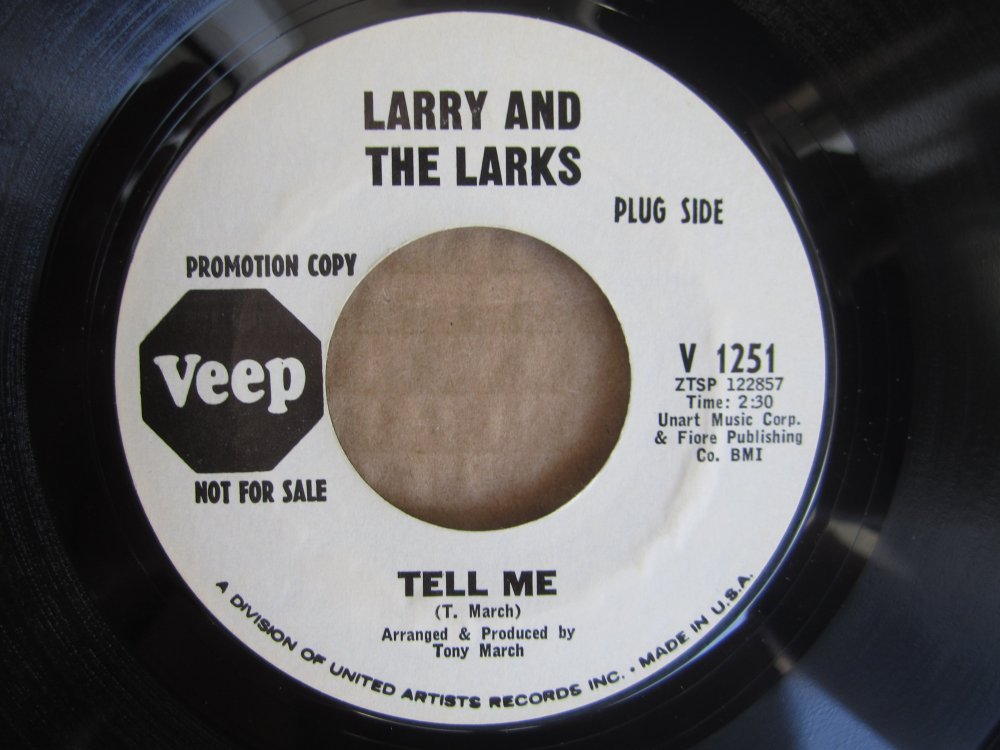 LARRY AND
THE LARKS
PLUG SIDE
PROMOTION COPY
Veep
NOT FOR SALE
V 1251
ZTSP 122857
Time: 2:30
Unart Music Corp.
& Fiore Publishing
Co. BMI
TELL ME
(T. March)
Arranged & Produced by
Tony March
A DIVISION OF UNITED ARTISTS RECORDS INC. • MADE IN U.S.A.